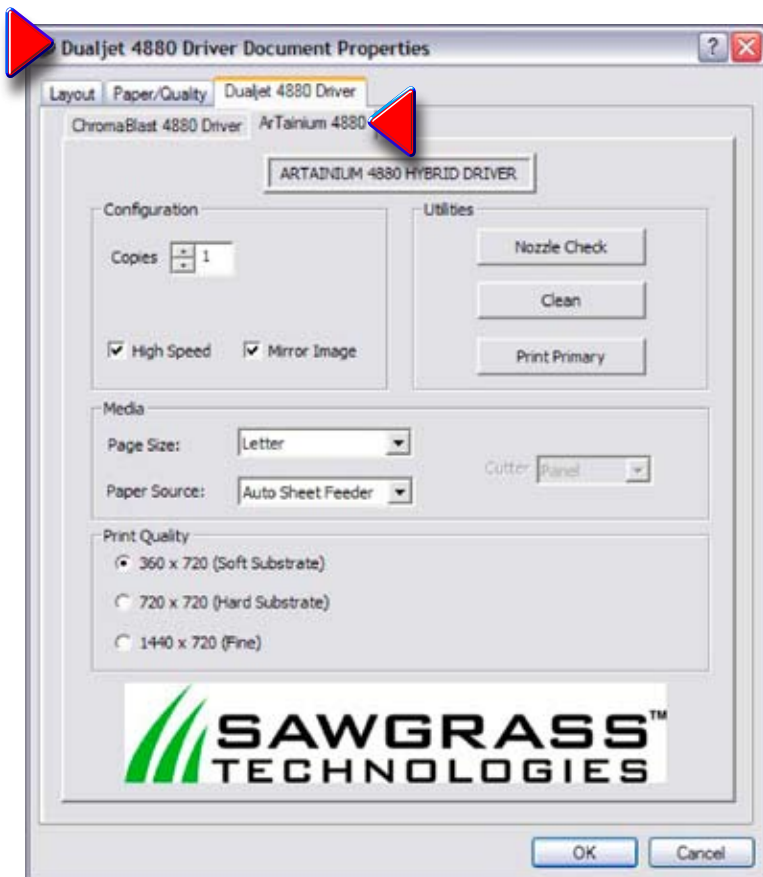 Dualjet 4880 Driver Document Properties
Layout Paper/Quality Dualjet 4880 Driver
ChromaBlast 4880 Driver ArTainium 4880
ARTAINIUM 4880 HYBRID DRIVER
Configuration
Copies 1
High Speed Mirror Image
Utilities
Nozzle Check
Clean
Print Primary
Media
Page Size: Letter
Paper Source: Auto Sheet Feeder
Cutter Panel
Print Quality
360 x 720 (Soft Substrate)
720 x 720 (Hard Substrate)
1440 x 720 (Fine)
SAWGRASS™
TECHNOLOGIES
OK Cancel